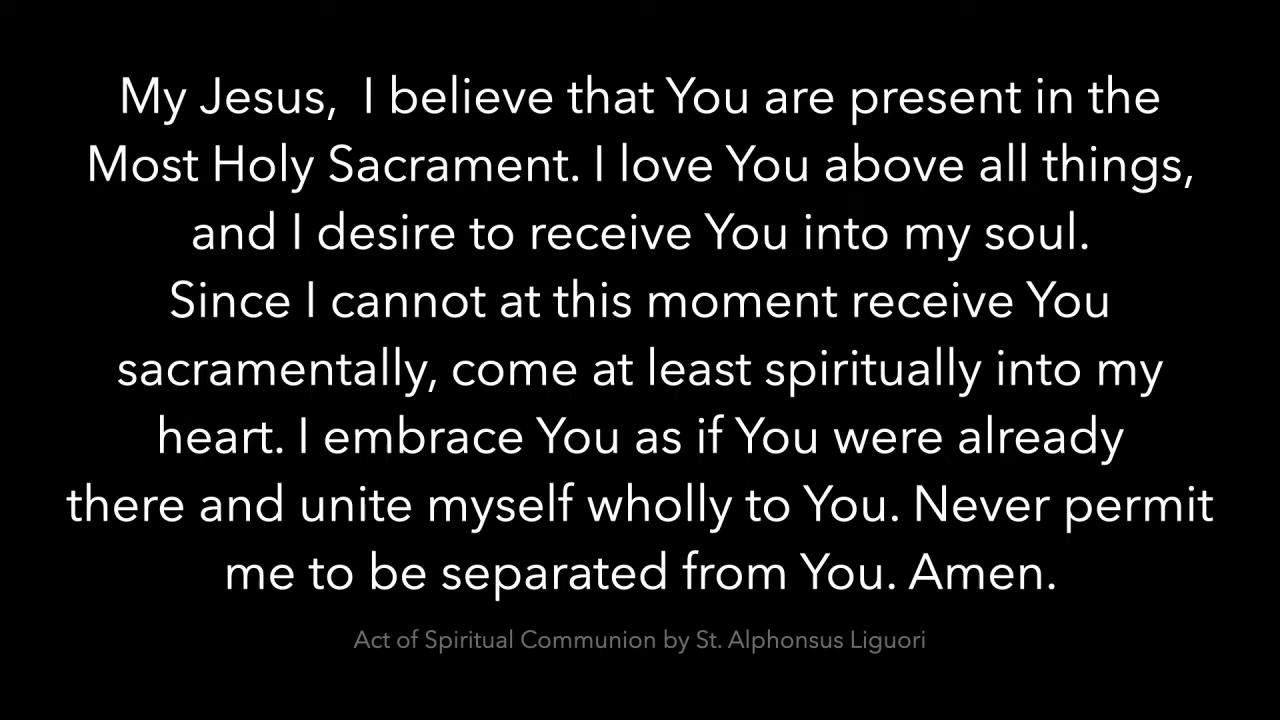 My Jesus,  I believe that You are present in the
Most Holy Sacrament. I love You above all things,
and I desire to receive You into my soul.
Since I cannot at this moment receive You
sacramentally, come at least spiritually into my
heart. I embrace You as if You were already
there and unite myself wholly to You. Never permit
me to be separated from You. Amen.
Act of Spiritual Communion by St. Alphonsus Liguori